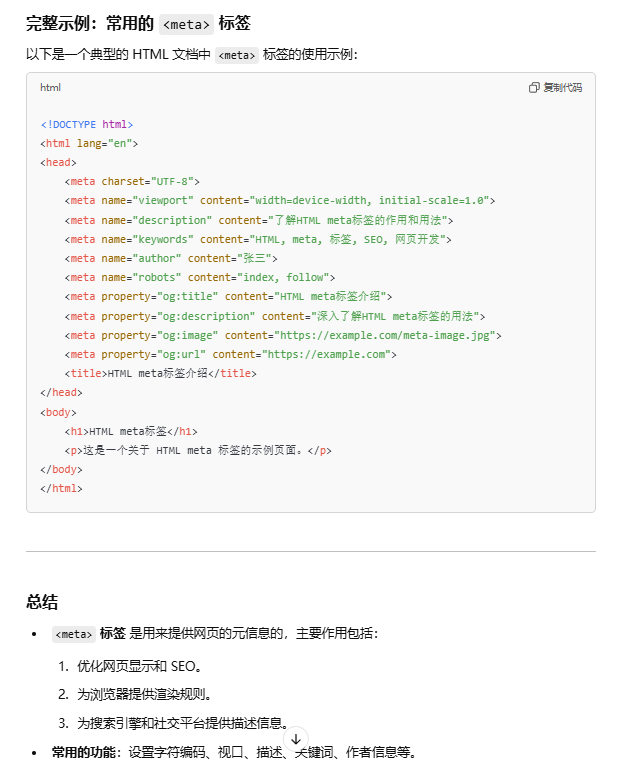 完整示例：常用的 <meta> 标签
以下是一个典型的 HTML 文档中 <meta> 标签的使用示例：
html
复制代码
<!DOCTYPE html>
<html lang="en">
<head>
    <meta charset="UTF-8">
    <meta name="viewport" content="width=device-width, initial-scale=1.0">
    <meta name="description" content="了解HTML meta标签的作用和用法">
    <meta name="keywords" content="HTML, meta, 标签, SEO, 网页开发">
    <meta name="author" content="张三">
    <meta name="robots" content="index, follow">
    <meta property="og:title" content="HTML meta标签介绍">
    <meta property="og:description" content="深入了解HTML meta标签的用法">
    <meta property="og:image" content="https://example.com/meta-image.jpg">
    <meta property="og:url" content="https://example.com">
    <title>HTML meta标签介绍</title>
</head>
<body>
    <h1>HTML meta标签</h1>
    <p>这是一个关于 HTML meta 标签的示例页面。</p>
</body>
</html>
总结
• <meta> 标签 是用来提供网页的元信息的，主要作用包括：
1. 优化网页显示和 SEO。
2. 为浏览器提供渲染规则。
3. 为搜索引擎和社交平台提供描述信息。
• 常用的功能：设置字符编码、视口、描述、关键词、作者信息等。